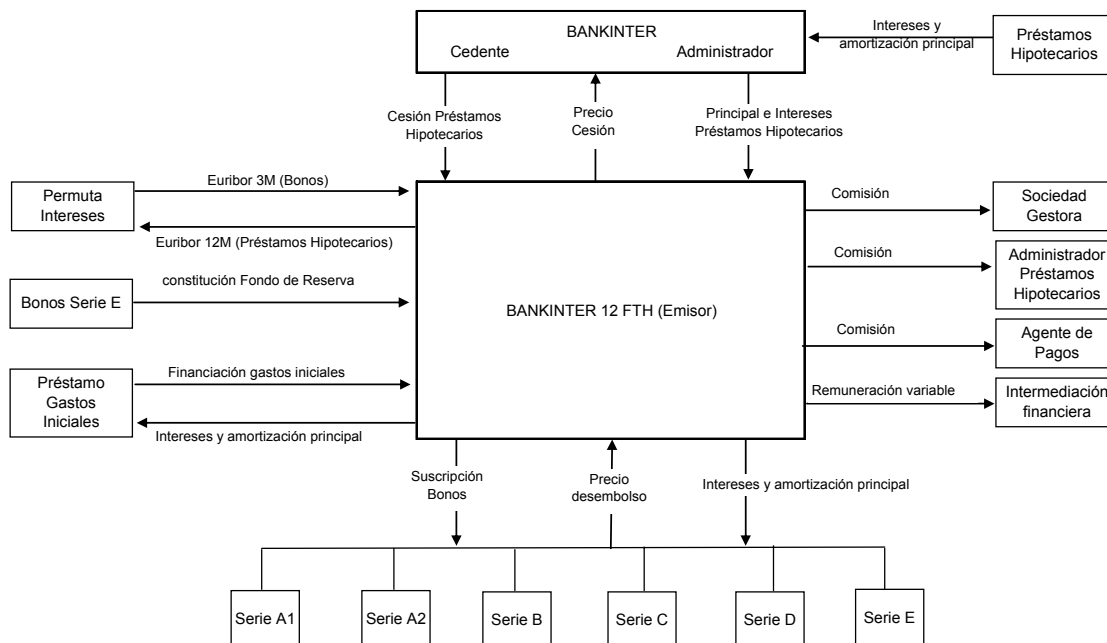 BANKINTER
Cedente
Administrador
Intereses y
amortización principal
Préstamos
Hipotecarios
Cesión Préstamos
Hipotecarios
Precio
Cesión
Principal e Intereses
Préstamos Hipotecarios
Permuta
Intereses
Euribor 3M (Bonos)
Euribor 12M (Préstamos Hipotecarios)
Bonos Serie E
constitución Fondo de Reserva
Préstamo
Gastos
Iniciales
Financiación gastos iniciales
Intereses y amortización principal
BANKINTER 12 FTH (Emisor)
Comisión
Sociedad
Gestora
Comisión
Administrador
Préstamos
Hipotecarios
Comisión
Agente de
Pagos
Remuneración variable
Intermediación
financiera
Suscripción
Bonos
Precio
desembolso
Intereses y amortización principal
Serie A1
Serie A2
Serie B
Serie C
Serie D
Serie E